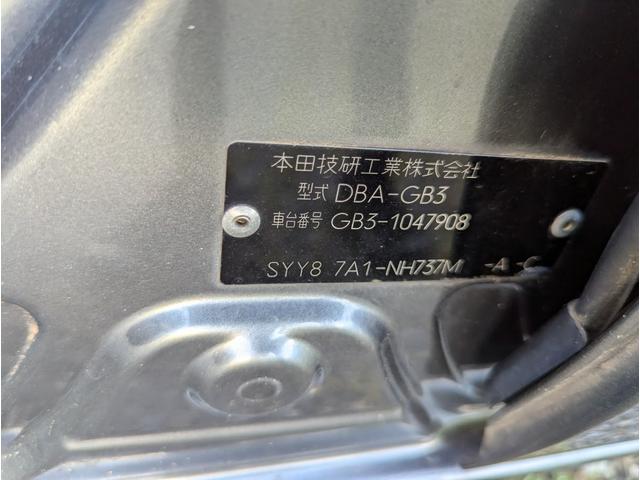 本田技研工業株式会社
型式 DBA-GB3
車台番号 GB3-1047908
SYY8 7A1-NH737M -A -C